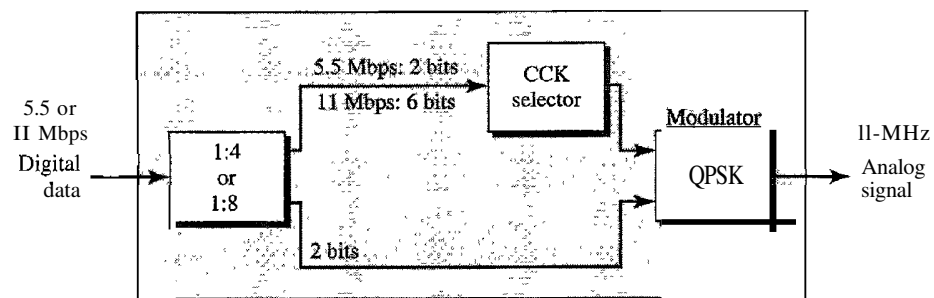 5.5 or
II Mbps
Digital
data
1:4
or
1:8
5.5 Mbps: 2 bits
11 Mbps: 6 bits
2 bits
CCK
selector
Modulator
QPSK
ll-MHz
Analog
signal